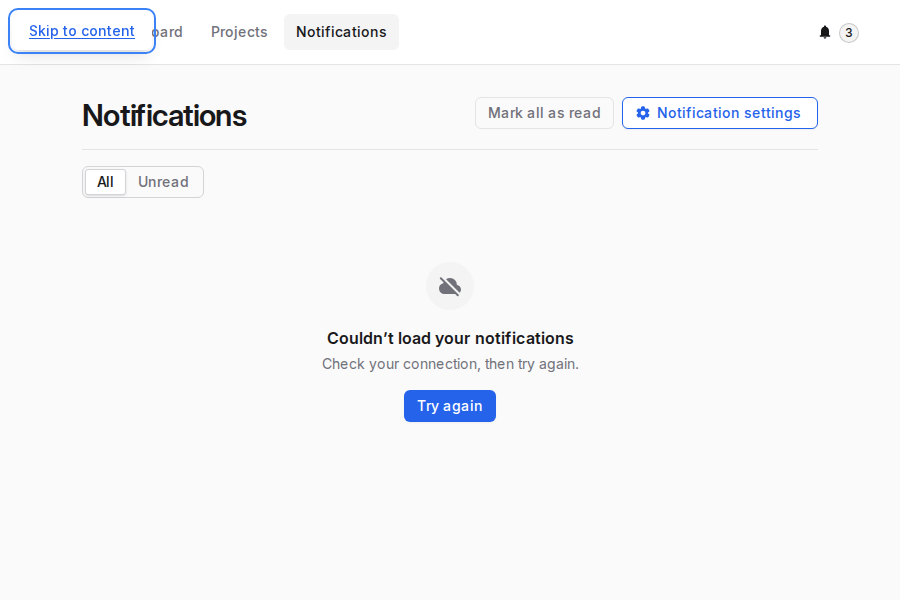 Skip to content
Projects
Notifications
3
Notifications
Mark all as read
Notification settings
All
Unread
Couldn’t load your notifications
Check your connection, then try again.
Try again